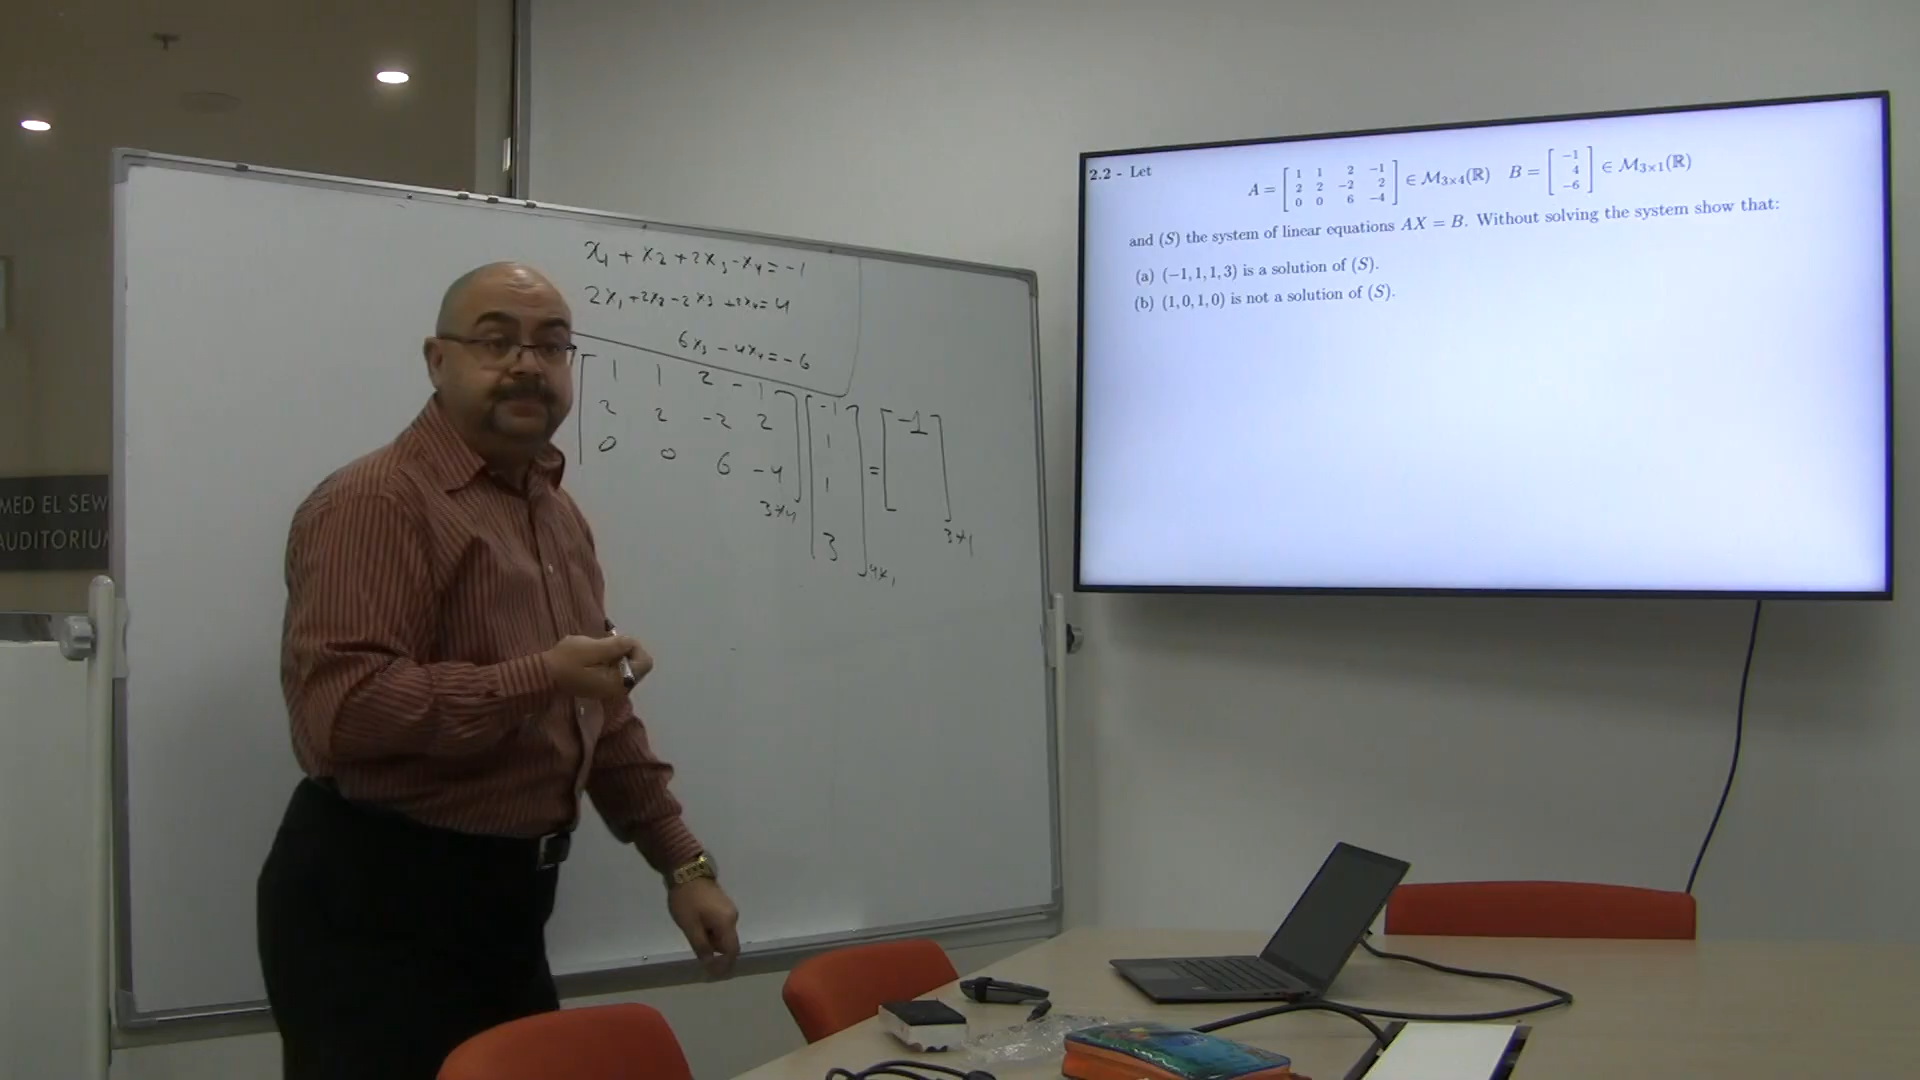 MED EL SEW
AUDITORIU
x₁ + x₂ + 2x₃ - x₄ = -1
2x₁ + 2x₂ - 2x₃ + 2x₄ = 4
6x₃ - 4x₄ = -6
1 1 2 -1
2 2 -2 2
0 0 6 -4
3×4
-1
1
1
3
4×1
=
-1
3×1
2.2 - Let
A = [1 1 2 -1; 2 2 -2 2; 0 0 6 -4] ∈ M₃ₓ₄(ℝ) B = [-1; 4; -6] ∈ M₃ₓ₁(ℝ)
and (S) the system of linear equations AX = B. Without solving the system show that:
(a) (−1, 1, 1, 3) is a solution of (S).
(b) (1, 0, 1, 0) is not a solution of (S).